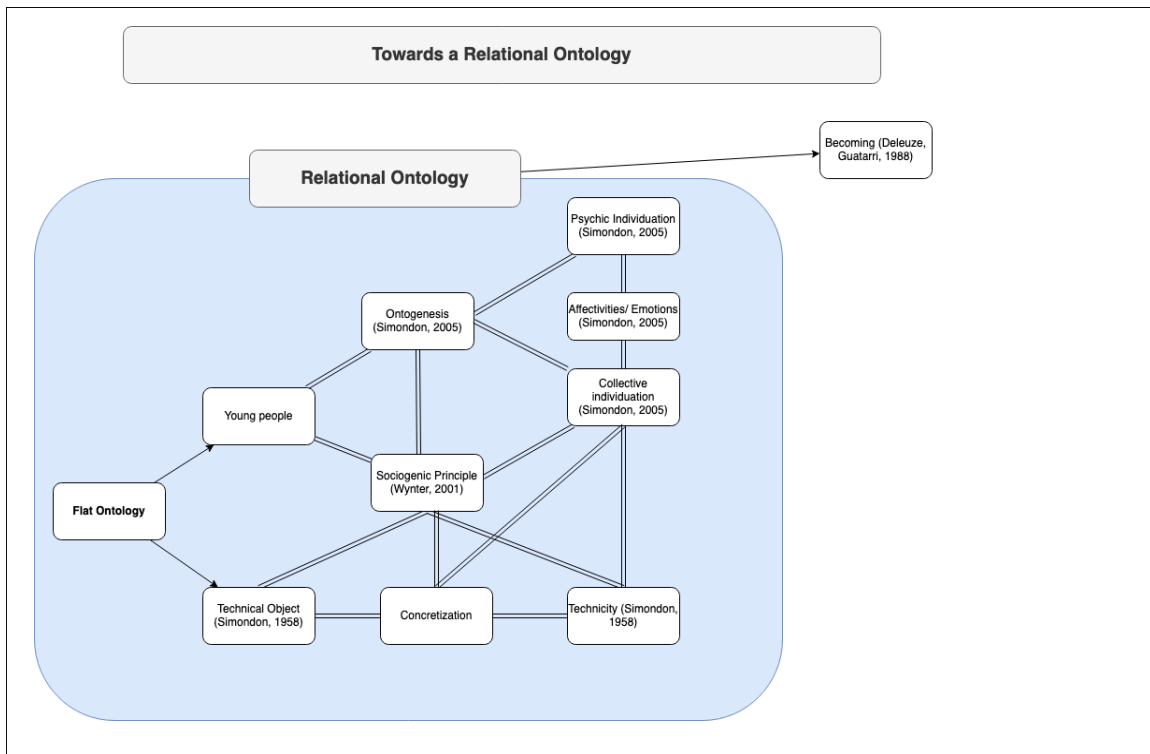 Towards a Relational Ontology
Becoming (Deleuze,
Guatarri, 1988)
Relational Ontology
Psychic Individuation
(Simondon, 2005)
Ontogenesis
(Simondon, 2005)
Affectivities/ Emotions
(Simondon, 2005)
Collective
individuation
(Simondon, 2005)
Young people
Sociogenic Principle
(Wynter, 2001)
Flat Ontology
Technical Object
(Simondon, 1958)
Concretization
Technicity (Simondon,
1958)